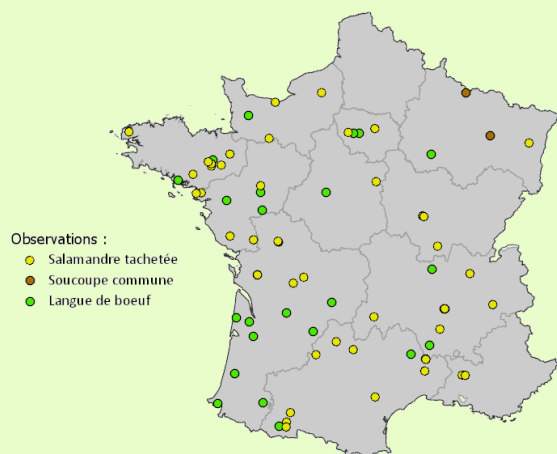 Observations :
Salamandre tachetée
Soucoupe commune
Langue de boeuf